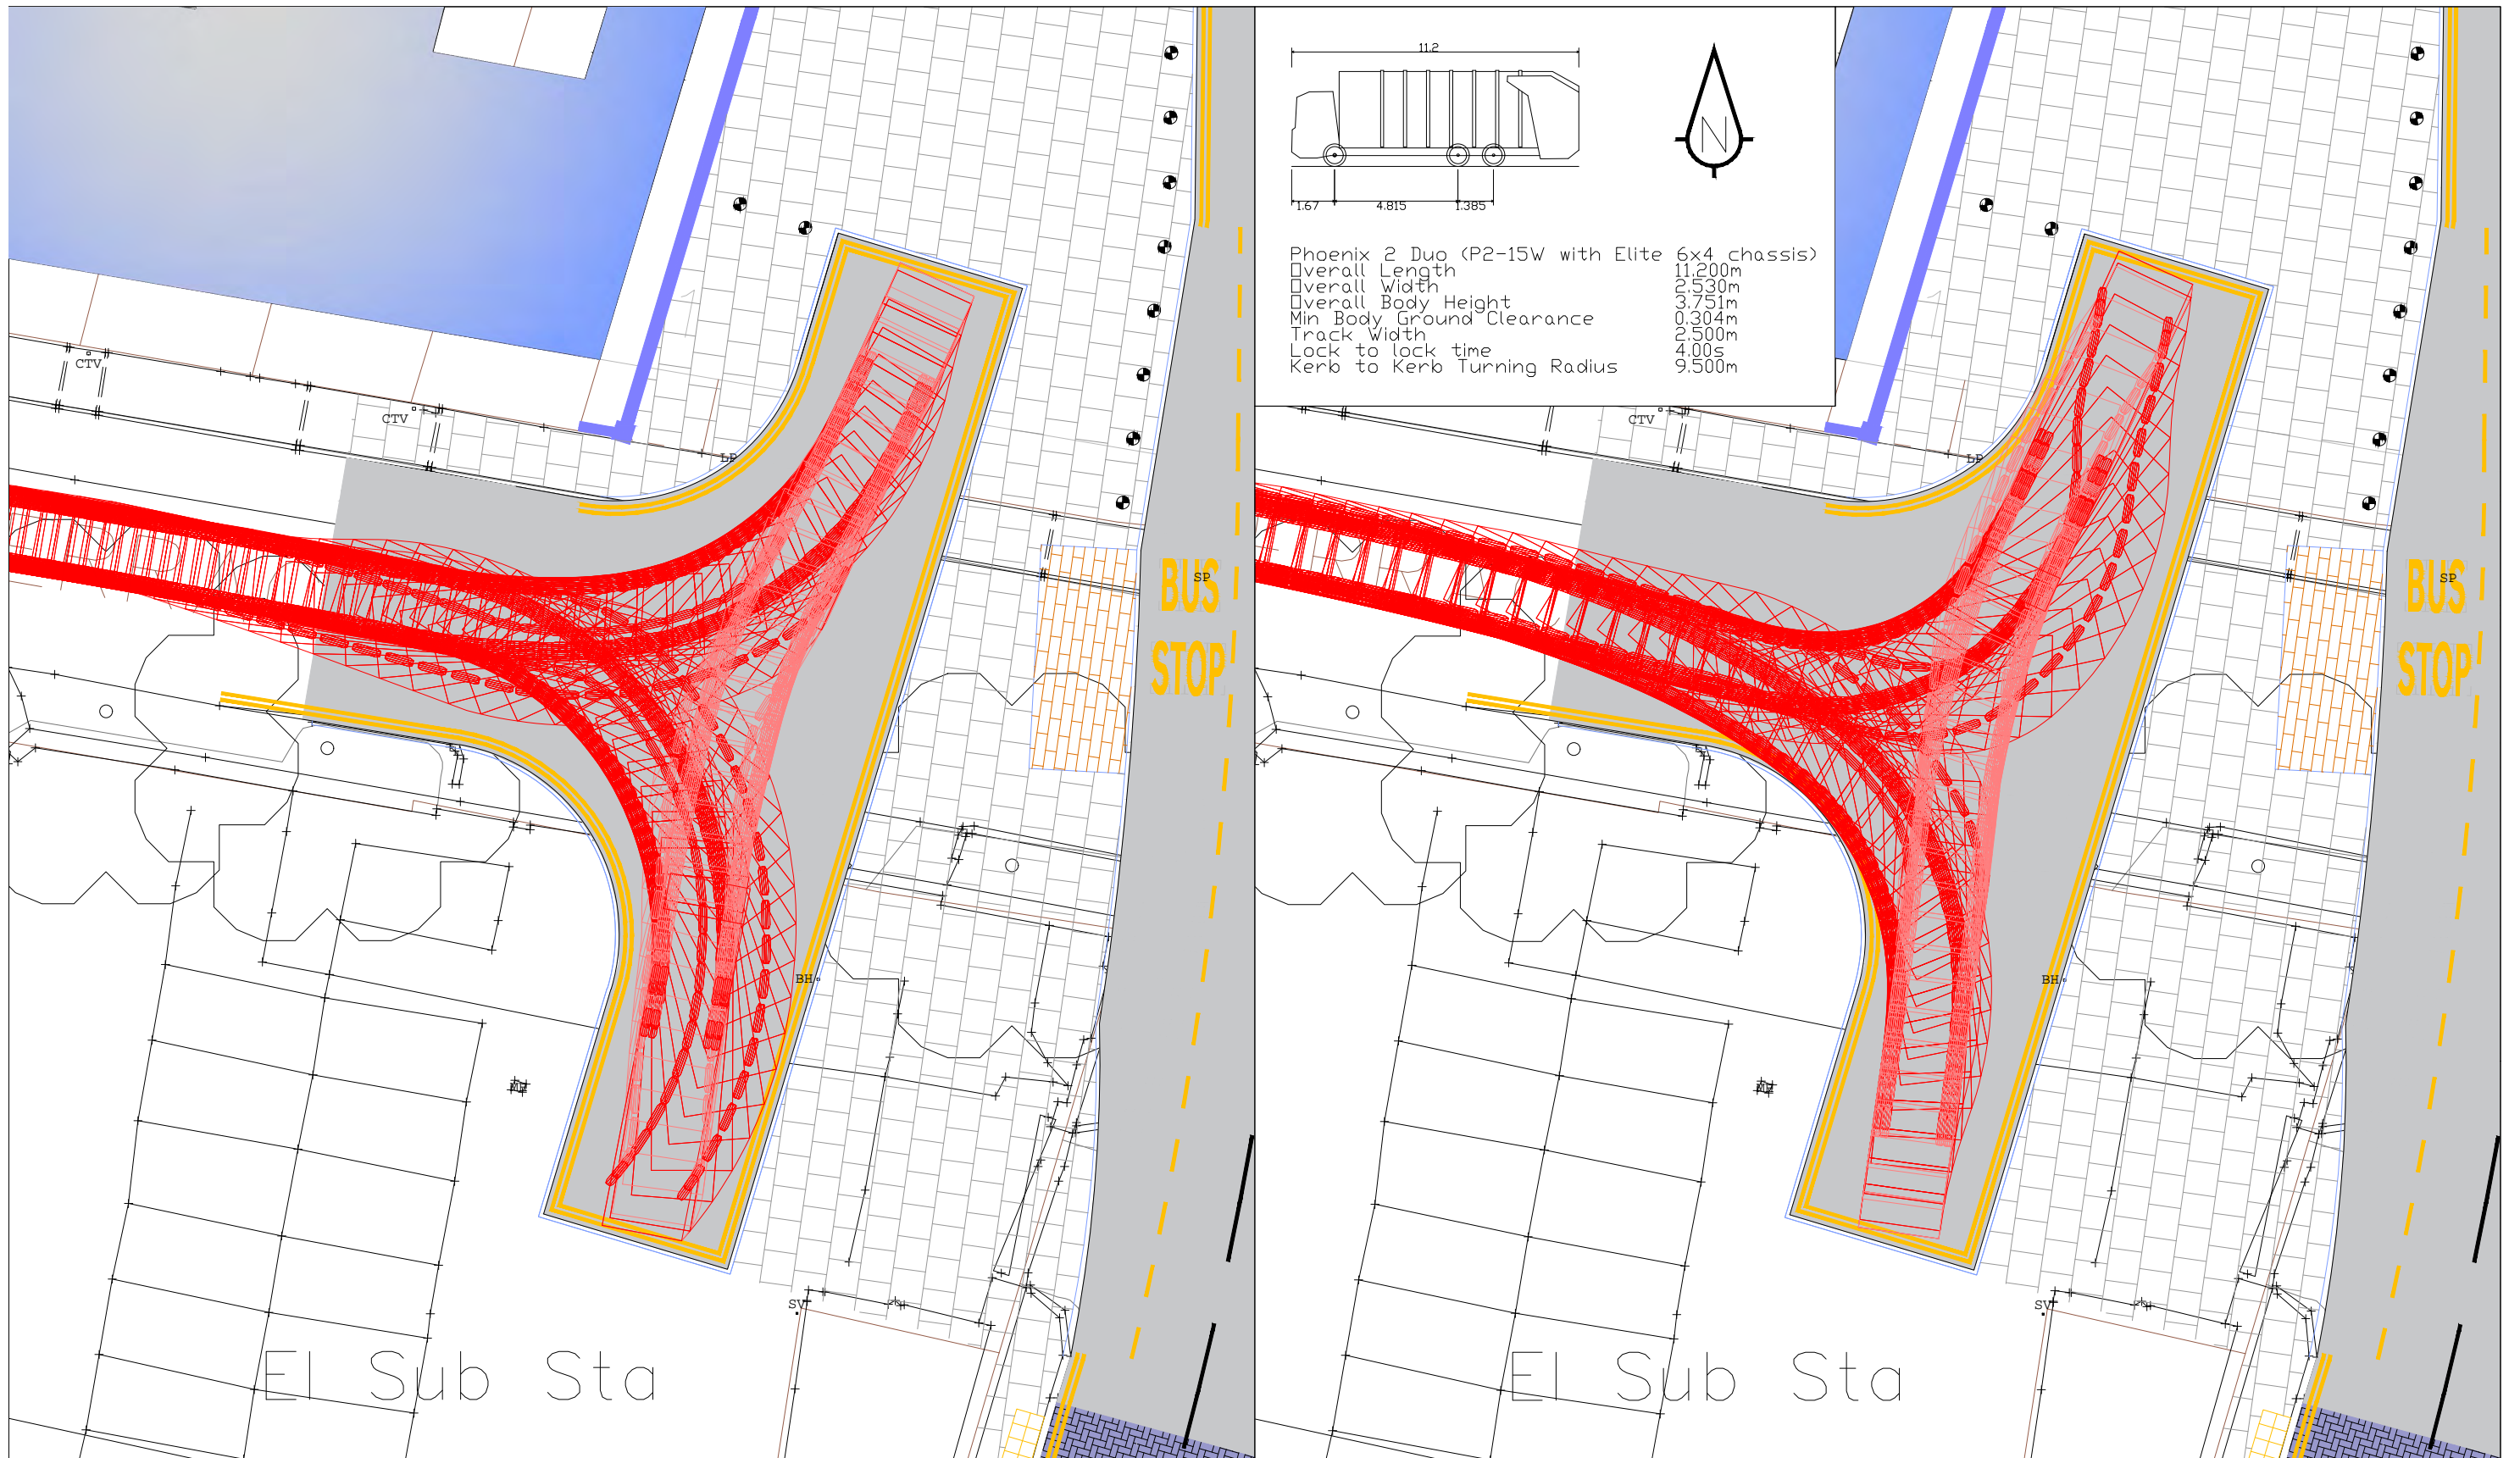 11.2
1.67 4.815 1.385
N
Phoenix 2 Duo (P2-15W with Elite 6x4 chassis)
Overall Length 11.200m
Overall Width 2.530m
Overall Body Height 3.751m
Min Body Ground Clearance 0.304m
Track Width 2.500m
Lock to lock time 4.00s
Kerb to Kerb Turning Radius 9.500m
CTV
CTV
LP
SP
BUS
STOP
BH
SV
El Sub Sta
CTV
LP
SP
BUS
STOP
BH
SV
El Sub Sta